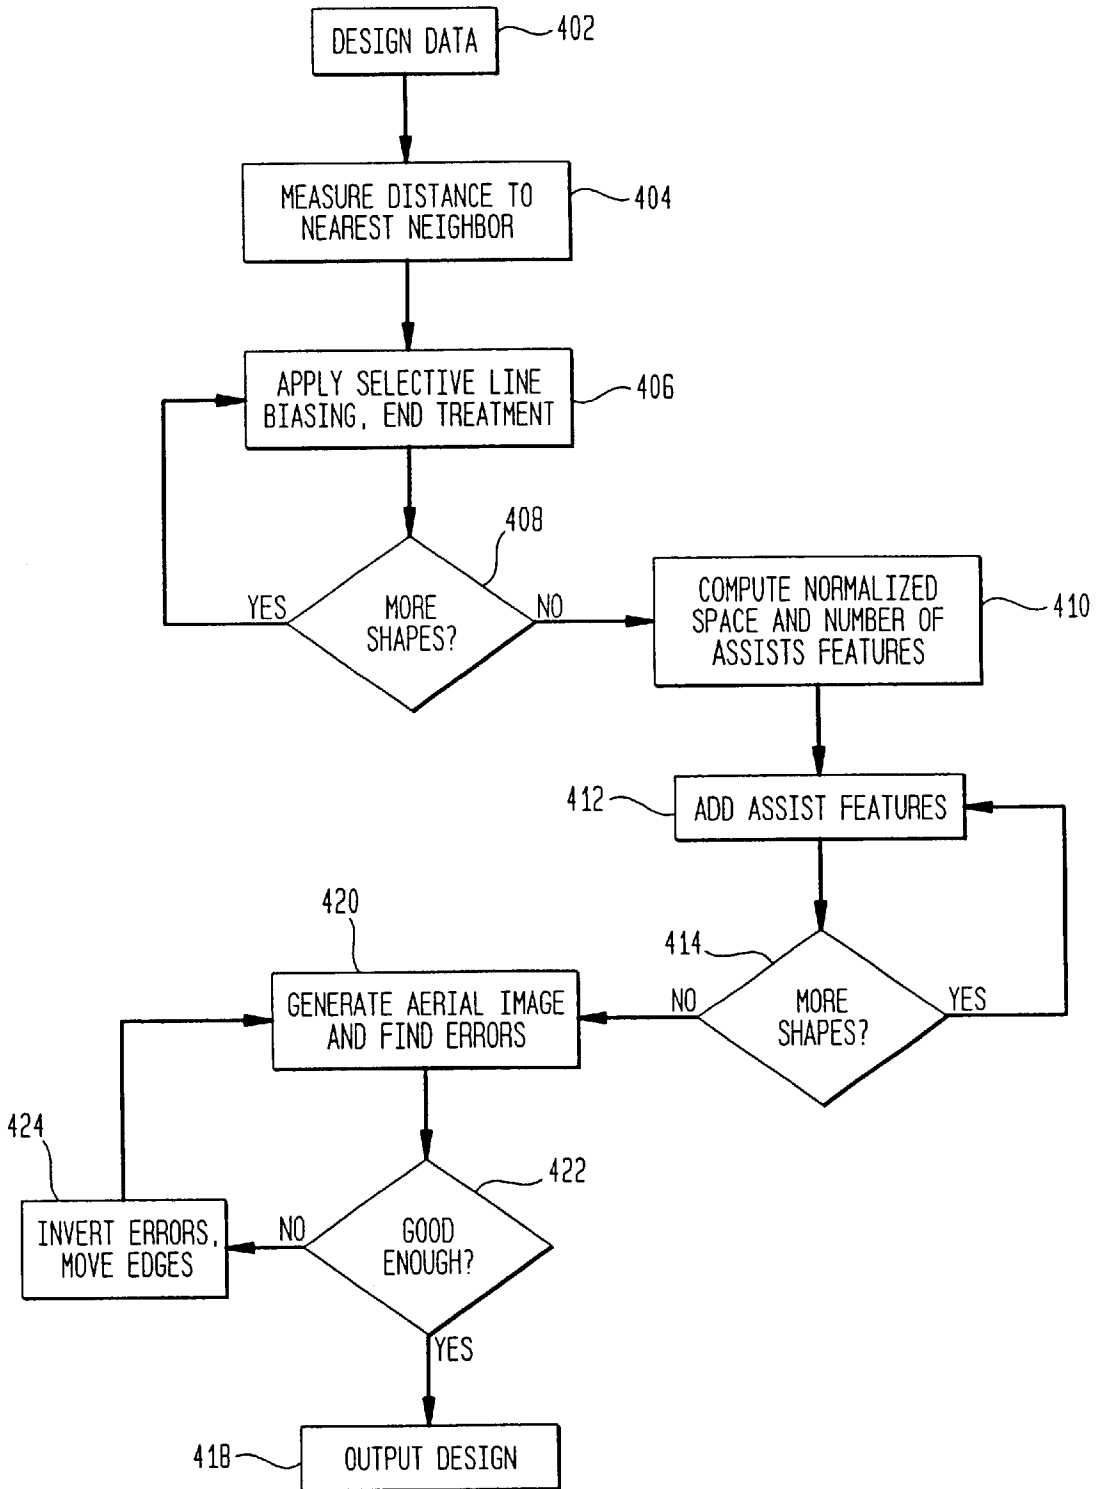 DESIGN DATA
402
MEASURE DISTANCE TO
NEAREST NEIGHBOR
404
APPLY SELECTIVE LINE
BIASING, END TREATMENT
406
408
MORE
SHAPES?
YES
NO
COMPUTE NORMALIZED
SPACE AND NUMBER OF
ASSISTS FEATURES
410
412
ADD ASSIST FEATURES
414
MORE
SHAPES?
NO
YES
420
GENERATE AERIAL IMAGE
AND FIND ERRORS
422
GOOD
ENOUGH?
NO
YES
424
INVERT ERRORS,
MOVE EDGES
418
OUTPUT DESIGN